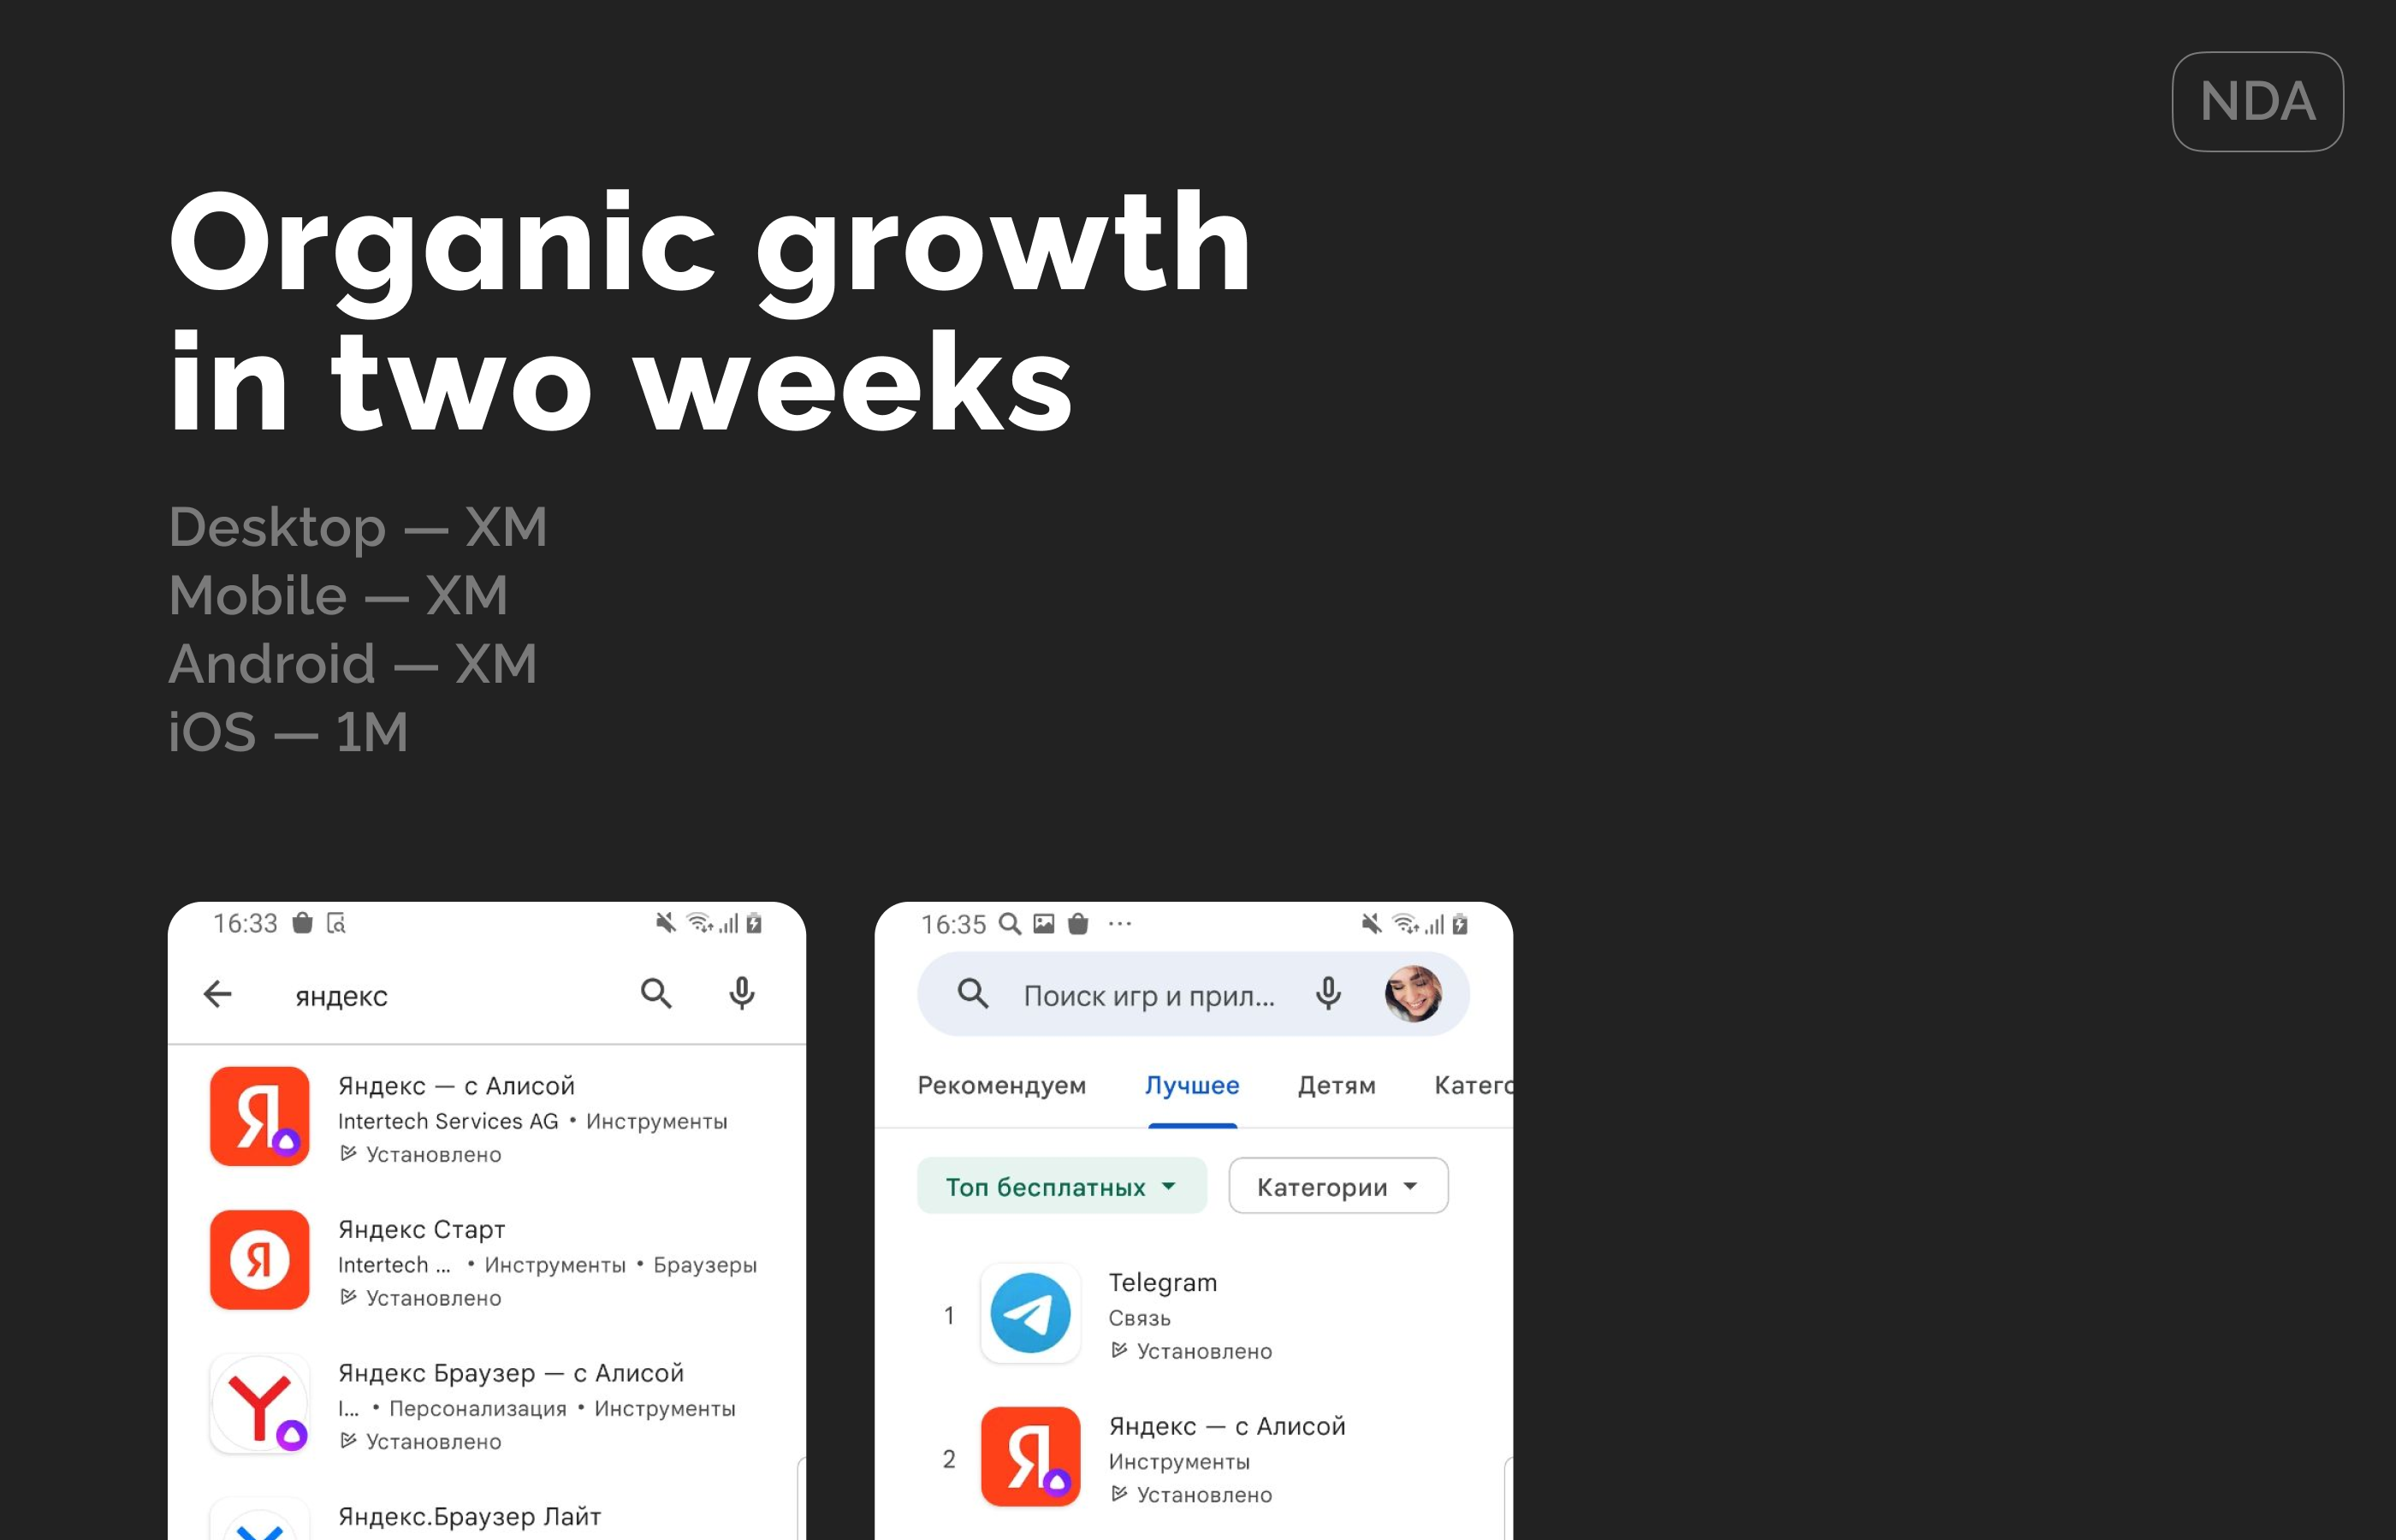 NDA
Organic growth
in two weeks
Desktop — XM
Mobile — XM
Android — XM
iOS — 1M
16:33
яндекс
Яндекс — с Алисой
Intertech Services AG • Инструменты
Установлено
Яндекс Старт
Intertech ... • Инструменты • Браузеры
Установлено
Яндекс Браузер — с Алисой
I... • Персонализация • Инструменты
Установлено
Яндекс.Браузер Лайт
16:35
Поиск игр и прил...
Рекомендуем Лучшее Детям Катего
Топ бесплатных Категории
1 Telegram
Связь
Установлено
2 Яндекс — с Алисой
Инструменты
Установлено